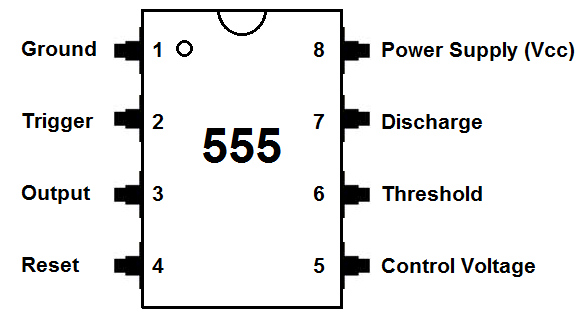 Ground 1 8 Power Supply (Vcc)
Trigger 2 7 Discharge
555
Output 3 6 Threshold
Reset 4 5 Control Voltage